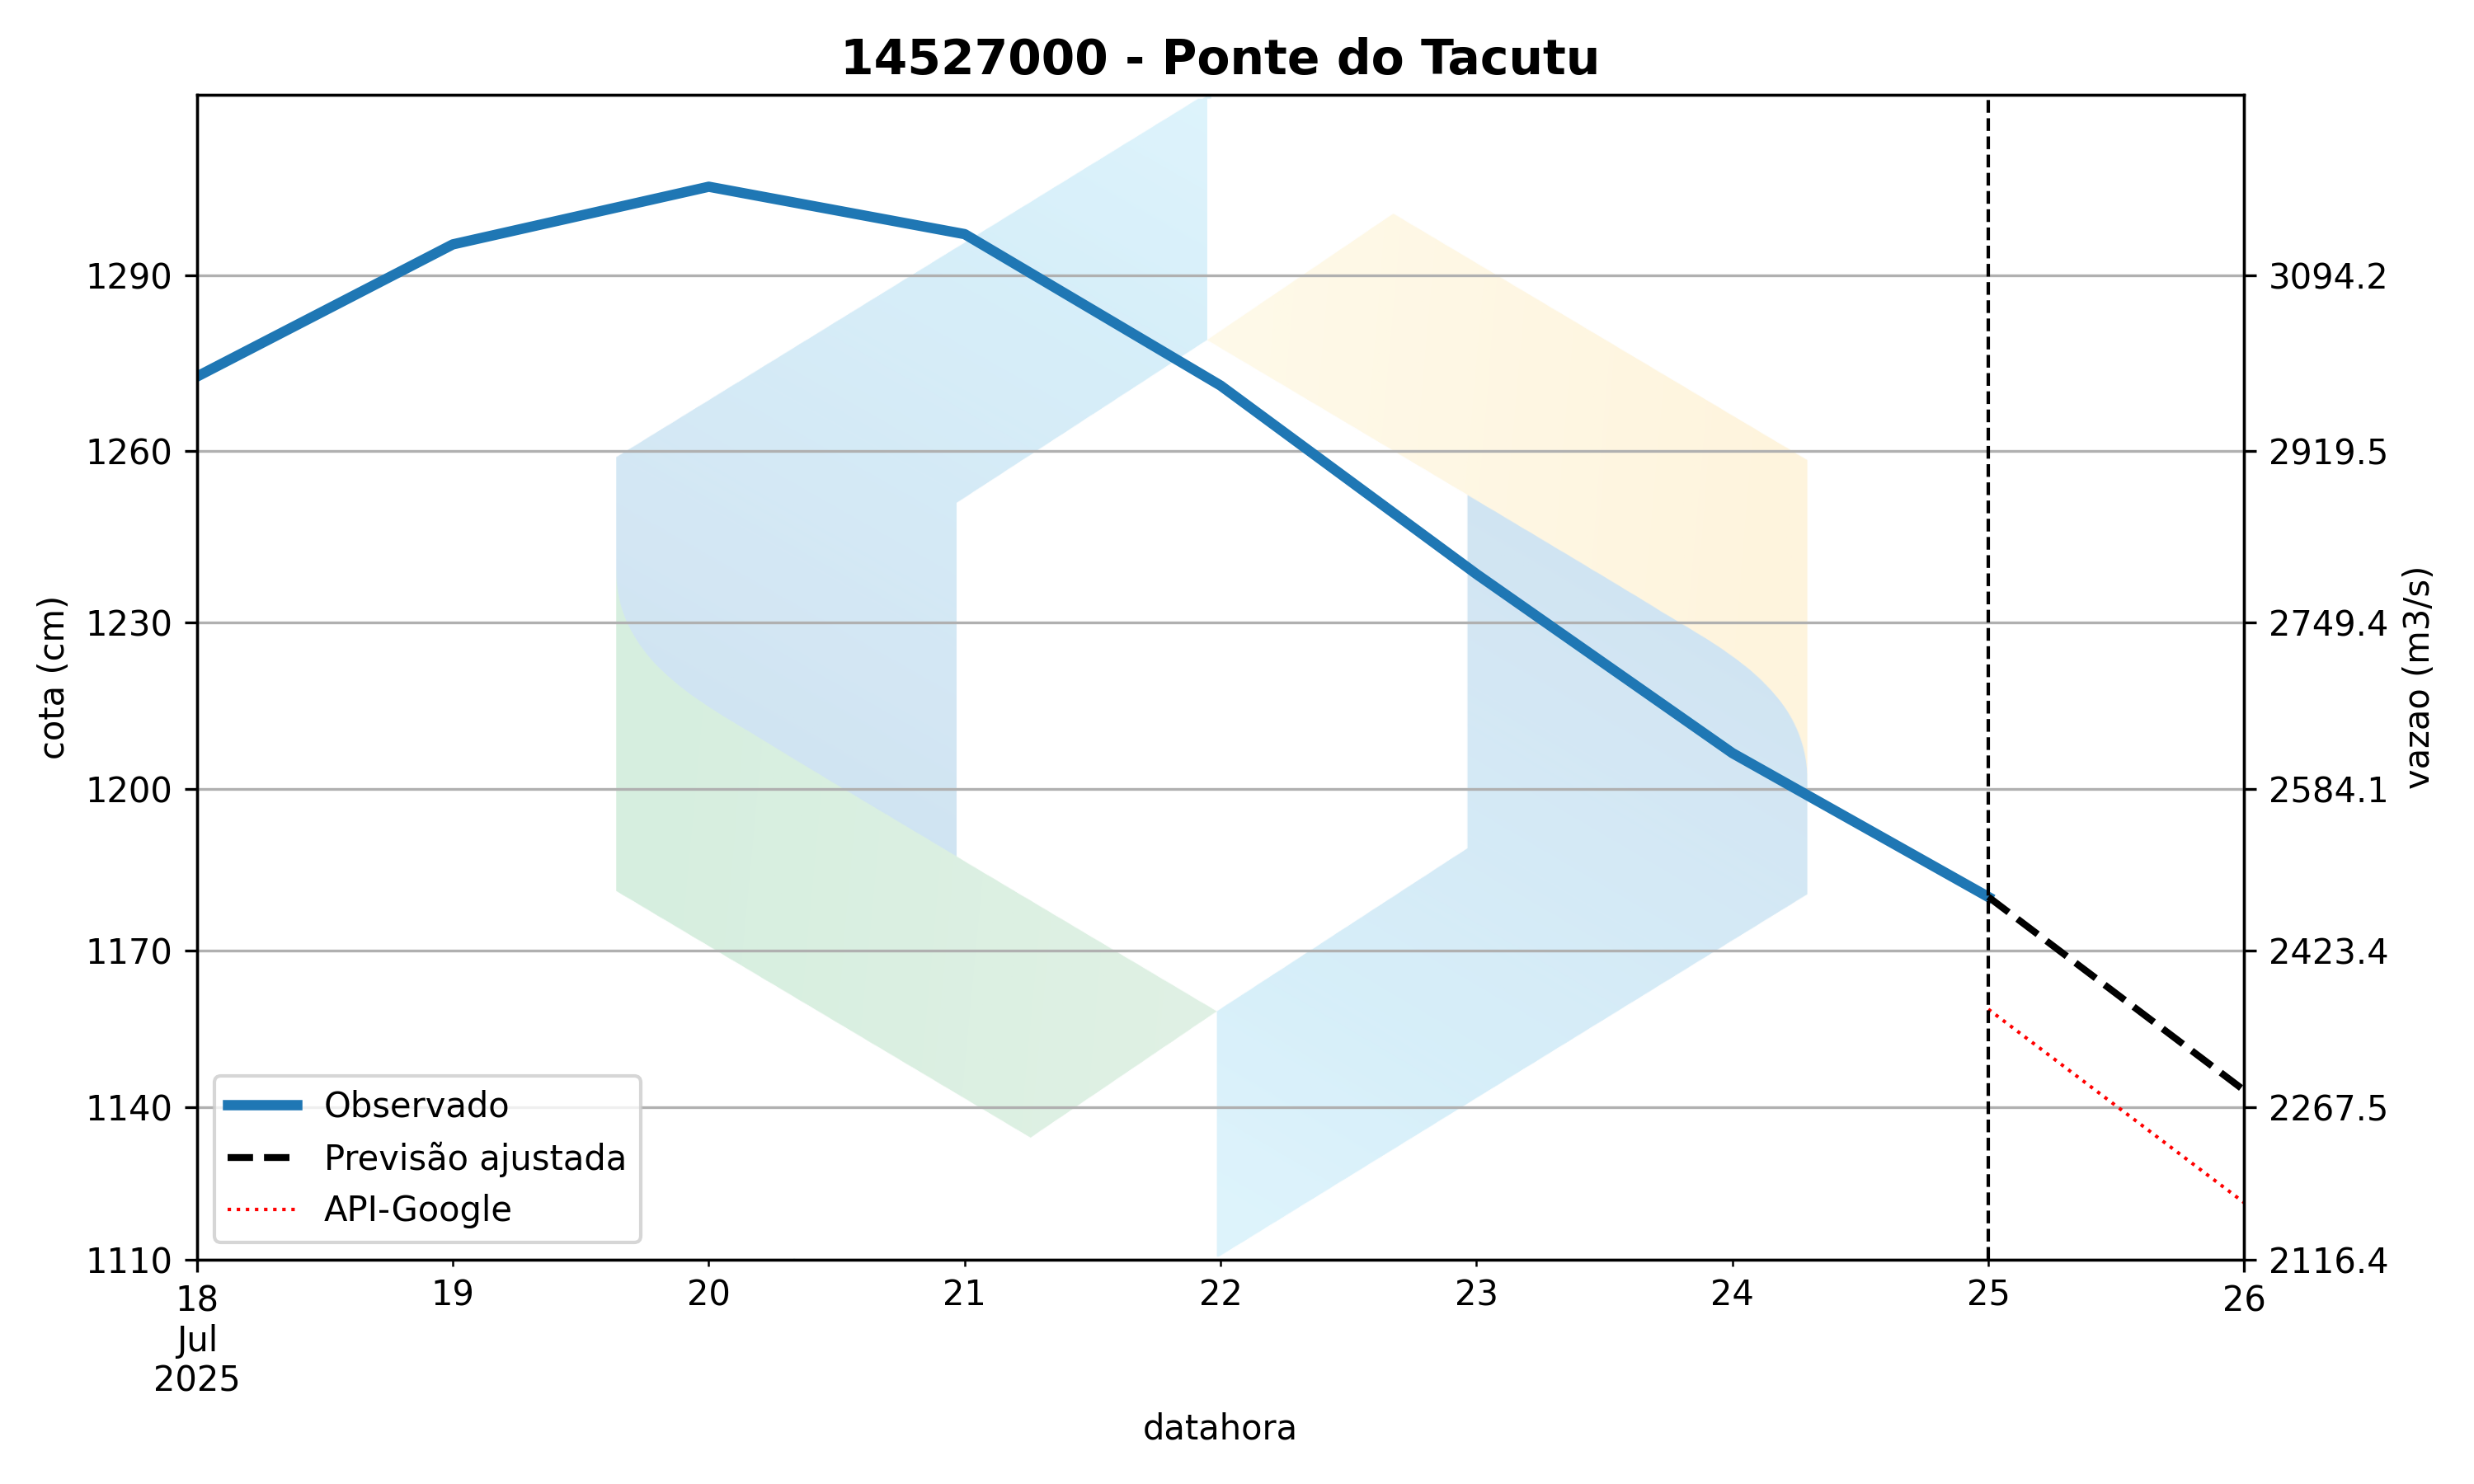 14527000 - Ponte do Tacutu
cota (cm)
1290
1260
1230
1200
1170
1140
1110
3094.2
2919.5
2749.4
2584.1
2423.4
2267.5
2116.4
vazao (m3/s)
Observado
Previsão ajustada
API-Google
18 19 20 21 22 23 24 25 26
Jul
2025
datahora